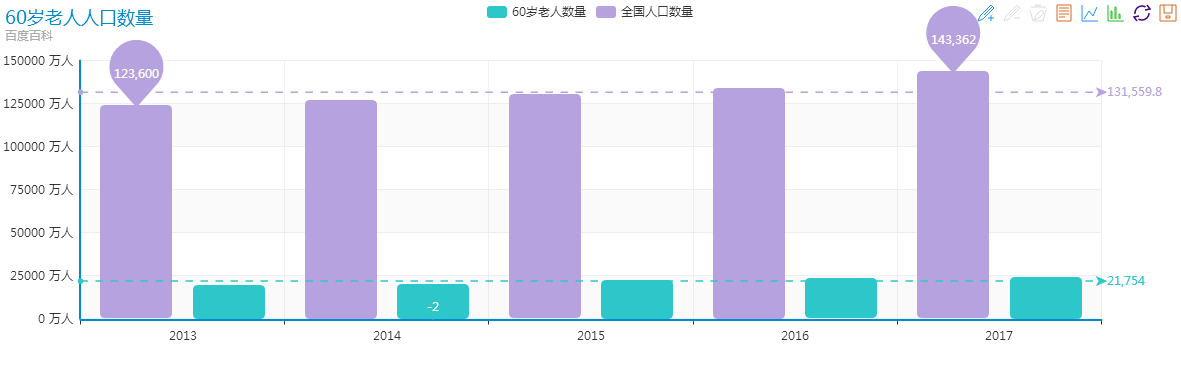 60岁老人人口数量
百度百科
60岁老人数量 全国人口数量
150000 万人
125000 万人
100000 万人
75000 万人
50000 万人
25000 万人
0 万人
123,600
143,362
131,559.8
21,754
-2
2013 2014 2015 2016 2017